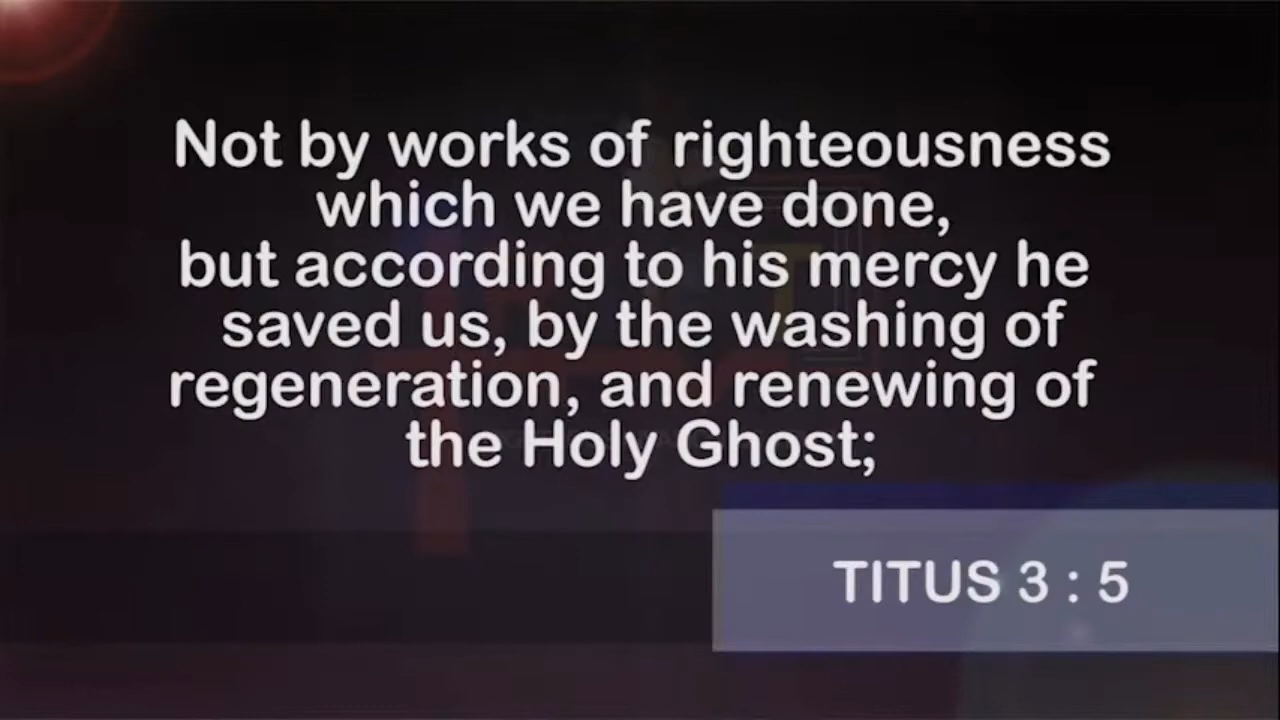 Not by works of righteousness
which we have done,
but according to his mercy he
saved us, by the washing of
regeneration, and renewing of
the Holy Ghost;
TITUS 3 : 5